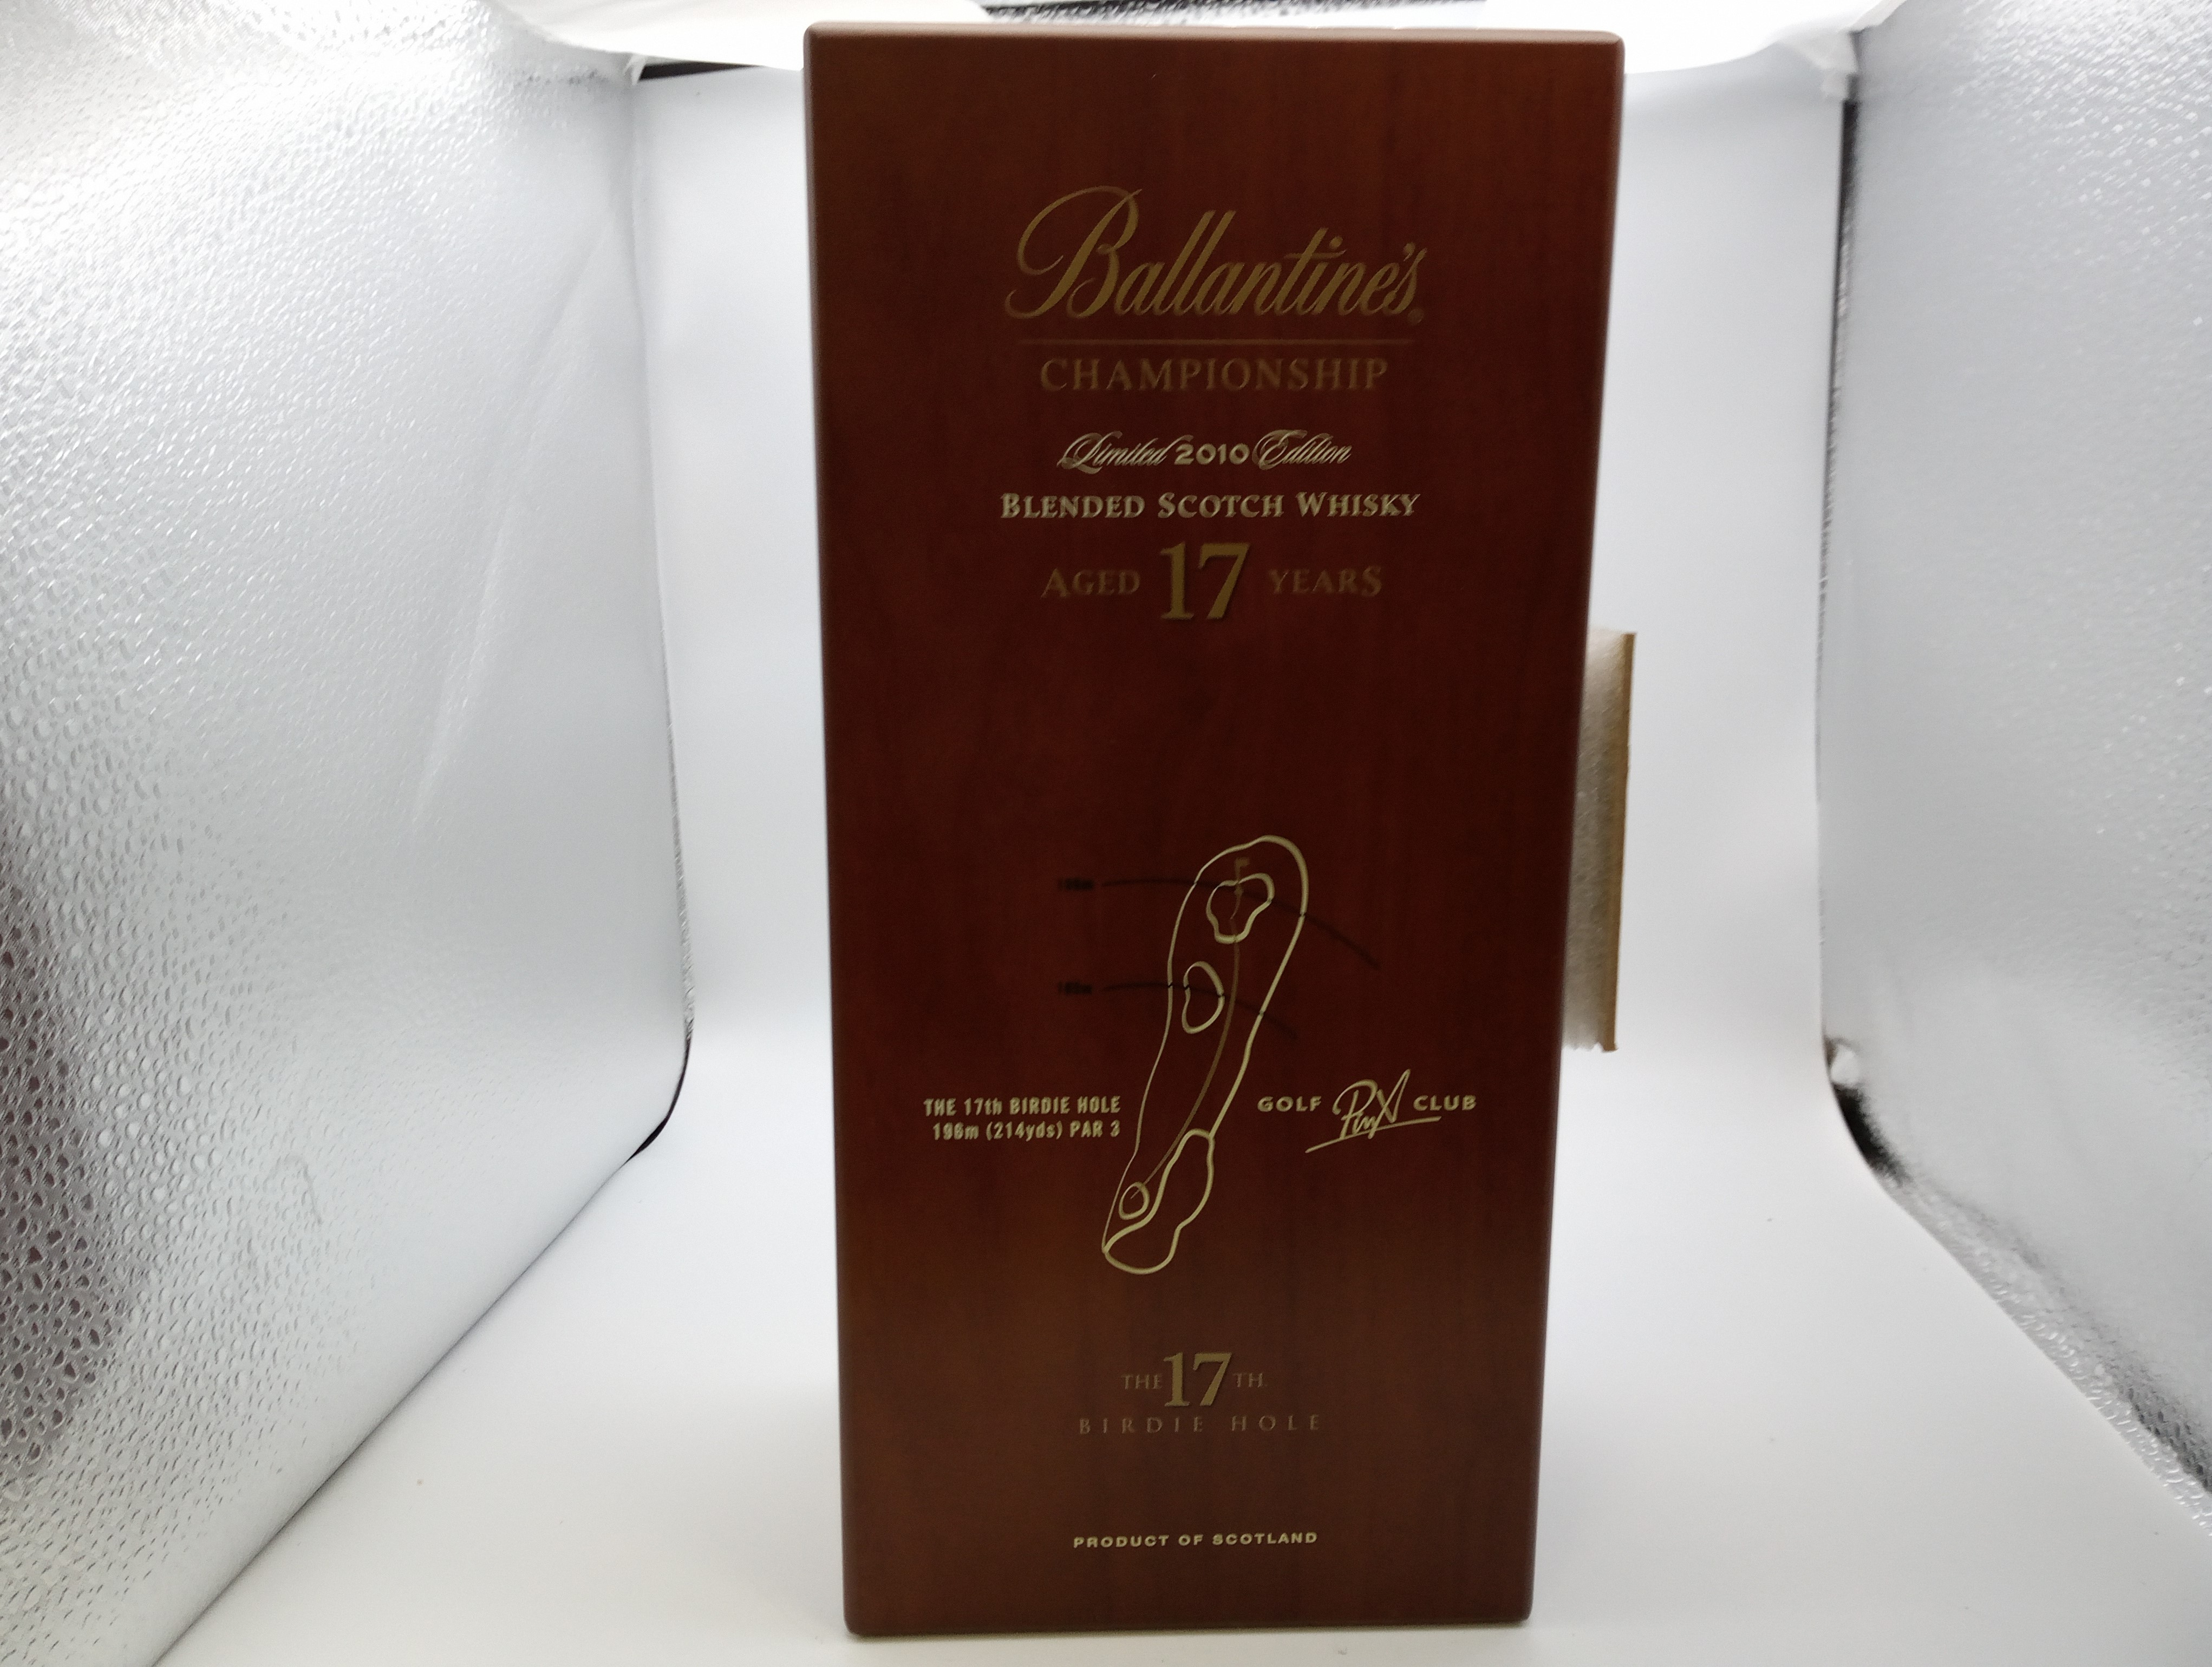 Ballantine's®
CHAMPIONSHIP
Limited 2010 Edition
BLENDED SCOTCH WHISKY
AGED 17 YEARS
THE 17th BIRDIE HOLE
196m (214yds) PAR 3
GOLF PinX CLUB
THE 17TH
BIRDIE HOLE
PRODUCT OF SCOTLAND